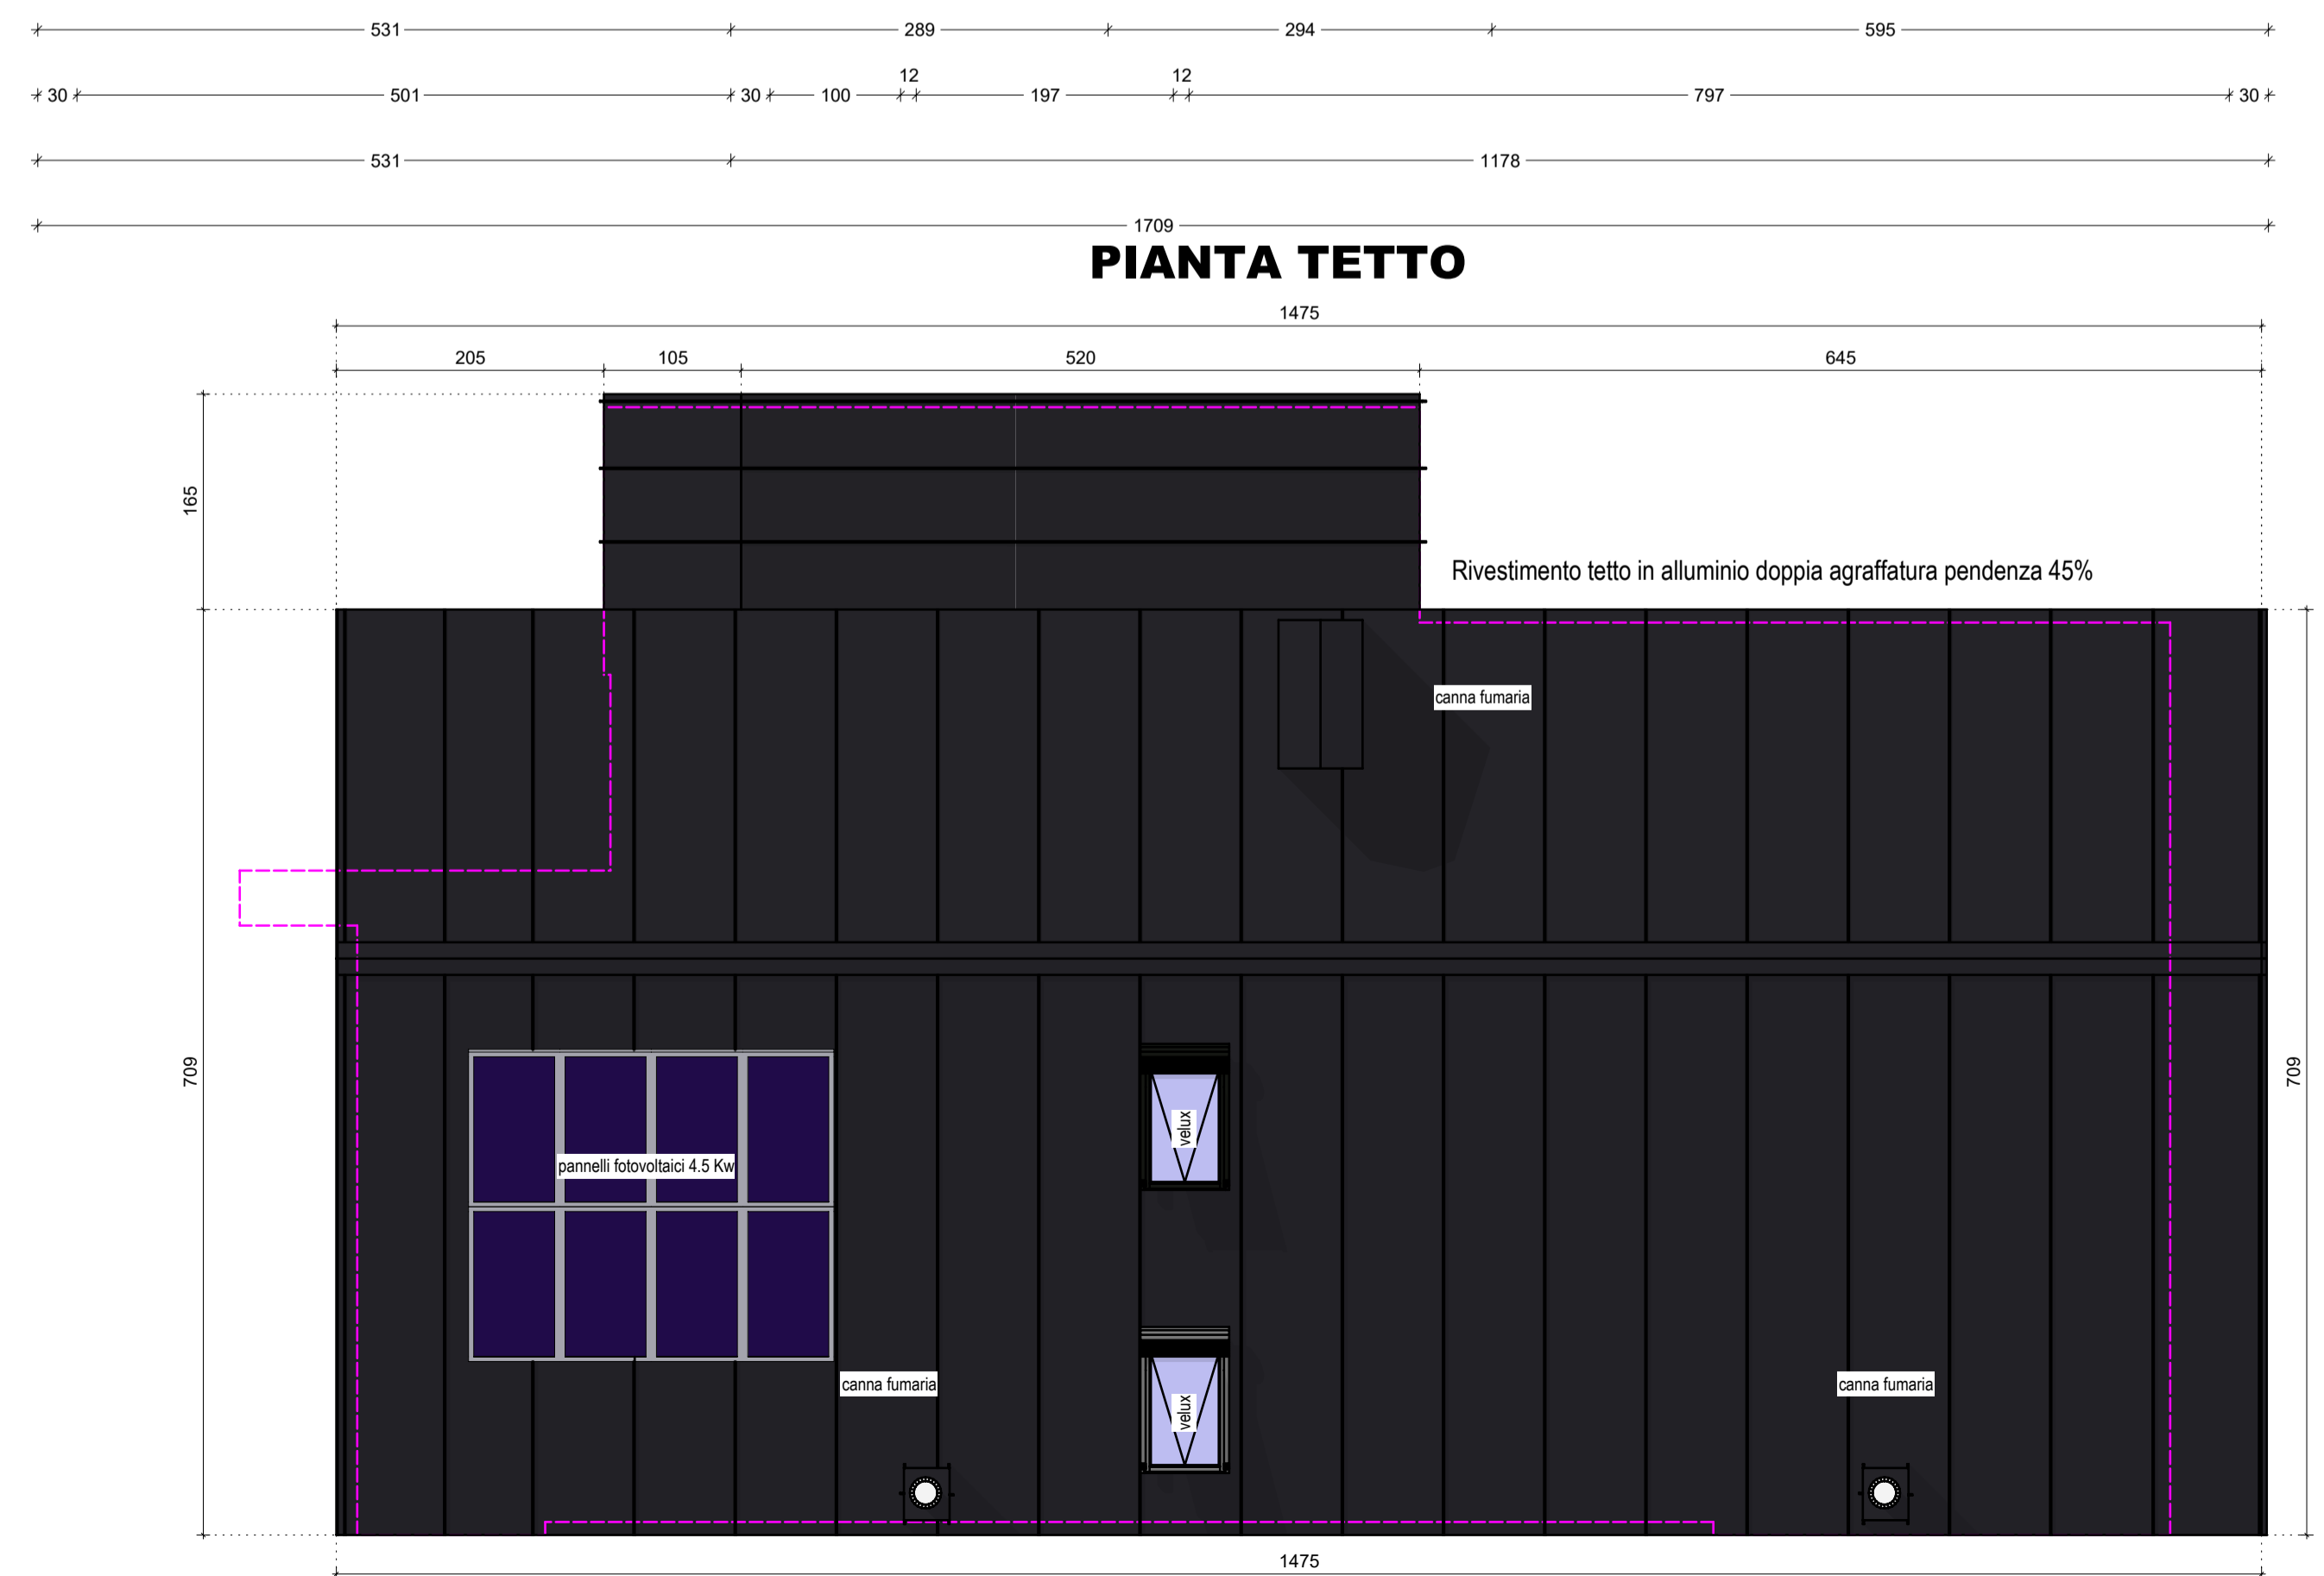 531 289 294 595
12 12
30 501 30 100 197 797 30
531 1178
1709
PIANTA TETTO
1475
205 105 520 645
165
Rivestimento tetto in alluminio doppia agraffatura pendenza 45%
canna fumaria
709
709
velux
pannelli fotovoltaici 4.5 Kw
canna fumaria
canna fumaria
velux
1475